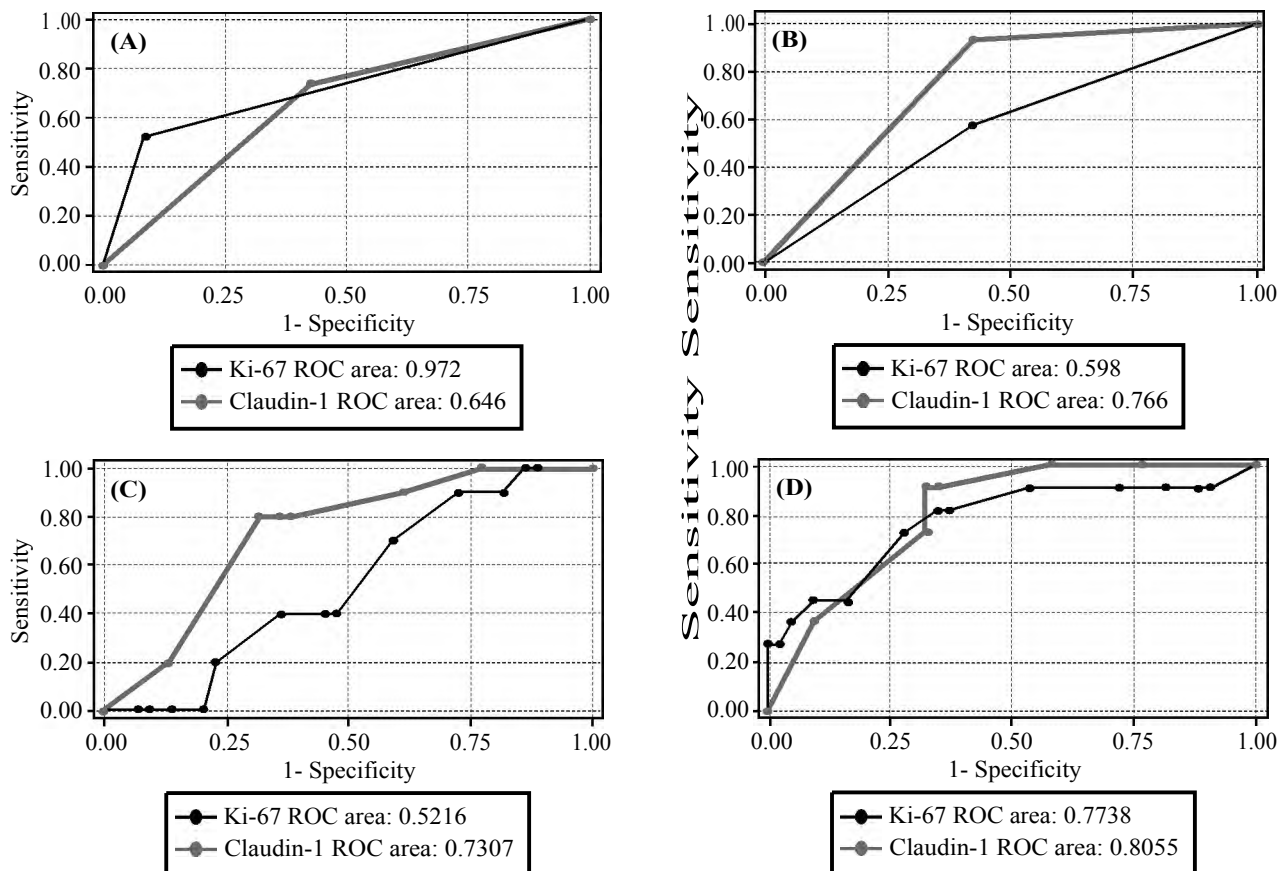 (A)
1.00
0.80
0.60
0.40
0.20
0.00
Sensitivity
0.00 0.25 0.50 0.75 1.00
1- Specificity
Ki-67 ROC area: 0.972
Claudin-1 ROC area: 0.646
(B)
1.00
0.80
0.60
0.40
0.20
0.00
Sensitivity
0.00 0.25 0.50 0.75 1.00
1- Specificity
Ki-67 ROC area: 0.598
Claudin-1 ROC area: 0.766
(C)
1.00
0.80
0.60
0.40
0.20
0.00
Sensitivity
0.00 0.25 0.50 0.75 1.00
1- Specificity
Ki-67 ROC area: 0.5216
Claudin-1 ROC area: 0.7307
(D)
1.00
0.80
0.60
0.40
0.20
0.00
Sensitivity
0.00 0.25 0.50 0.75 1.00
1- Specificity
Ki-67 ROC area: 0.7738
Claudin-1 ROC area: 0.8055